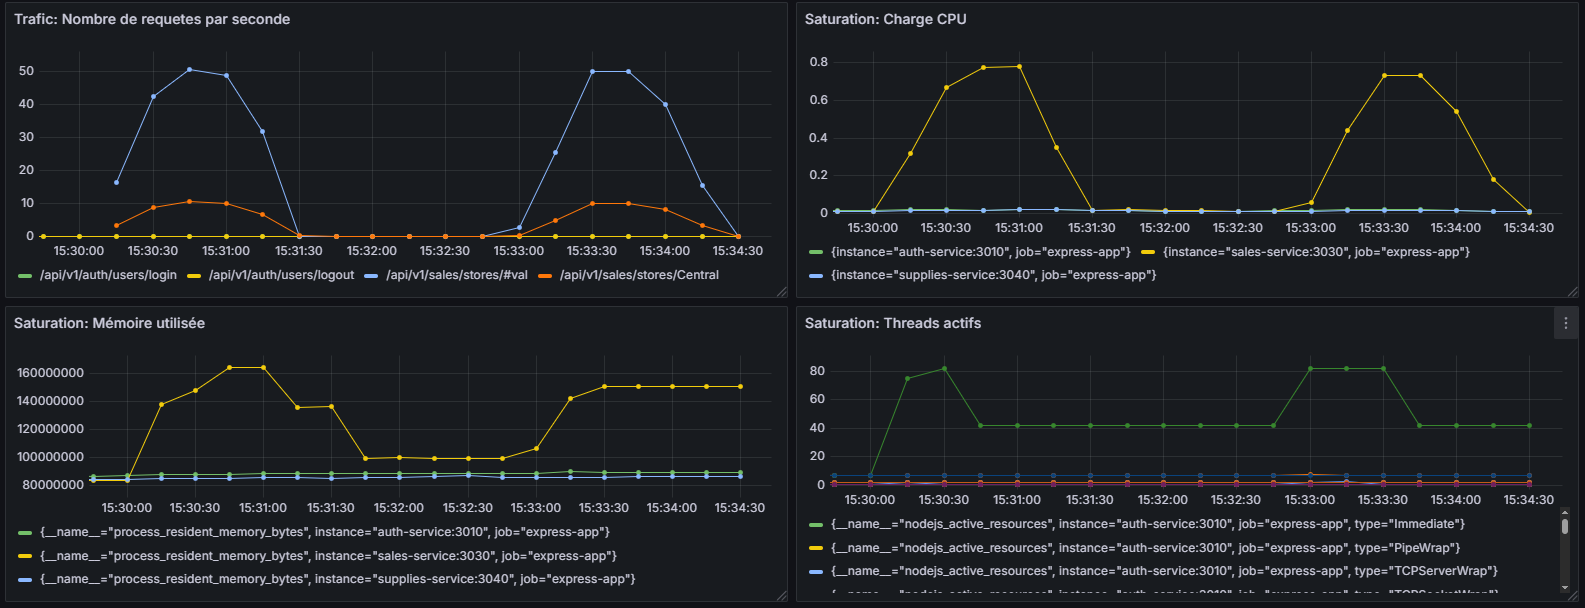 Trafic: Nombre de requetes par seconde
50
40
30
20
10
0
15:30:00 15:30:30 15:31:00 15:31:30 15:32:00 15:32:30 15:33:00 15:33:30 15:34:00 15:34:30
/api/v1/auth/users/login /api/v1/auth/users/logout /api/v1/sales/stores/#val /api/v1/sales/stores/Central
Saturation: Charge CPU
0.8
0.6
0.4
0.2
0
15:30:00 15:30:30 15:31:00 15:31:30 15:32:00 15:32:30 15:33:00 15:33:30 15:34:00 15:34:30
{instance="auth-service:3010", job="express-app"} {instance="sales-service:3030", job="express-app"}
{instance="supplies-service:3040", job="express-app"}
Saturation: Mémoire utilisée
160000000
140000000
120000000
100000000
80000000
15:30:00 15:30:30 15:31:00 15:31:30 15:32:00 15:32:30 15:33:00 15:33:30 15:34:00 15:34:30
{__name__="process_resident_memory_bytes", instance="auth-service:3010", job="express-app"}
{__name__="process_resident_memory_bytes", instance="sales-service:3030", job="express-app"}
{__name__="process_resident_memory_bytes", instance="supplies-service:3040", job="express-app"}
Saturation: Threads actifs
80
60
40
20
0
15:30:00 15:30:30 15:31:00 15:31:30 15:32:00 15:32:30 15:33:00 15:33:30 15:34:00 15:34:30
{__name__="nodejs_active_resources", instance="auth-service:3010", job="express-app", type="Immediate"}
{__name__="nodejs_active_resources", instance="auth-service:3010", job="express-app", type="PipeWrap"}
{__name__="nodejs_active_resources", instance="auth-service:3010", job="express-app", type="TCPServerWrap"}
{__name__="nodejs_active_resources", instance="auth-service:3010", job="express-app", type="TCPSocketWrap"}